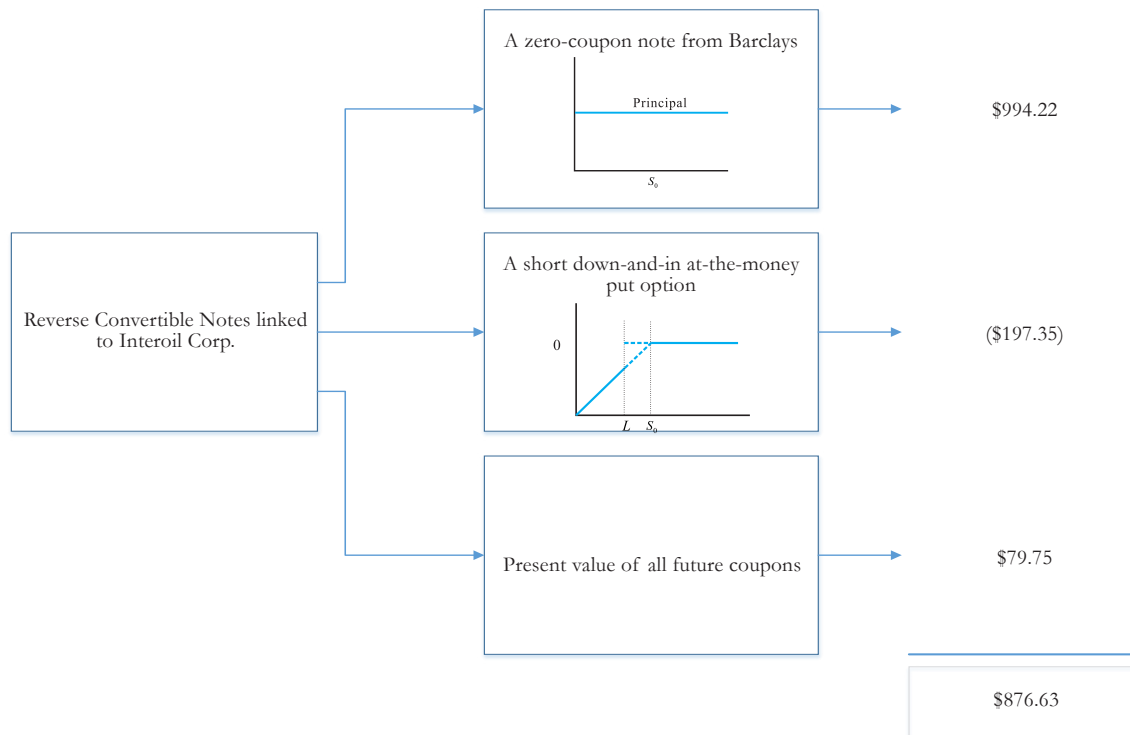 A zero-coupon note from Barclays
Principal
S₀
$994.22
Reverse Convertible Notes linked
to Interoil Corp.
A short down-and-in at-the-money
put option
0
L S₀
($197.35)
Present value of all future coupons
$79.75
$876.63